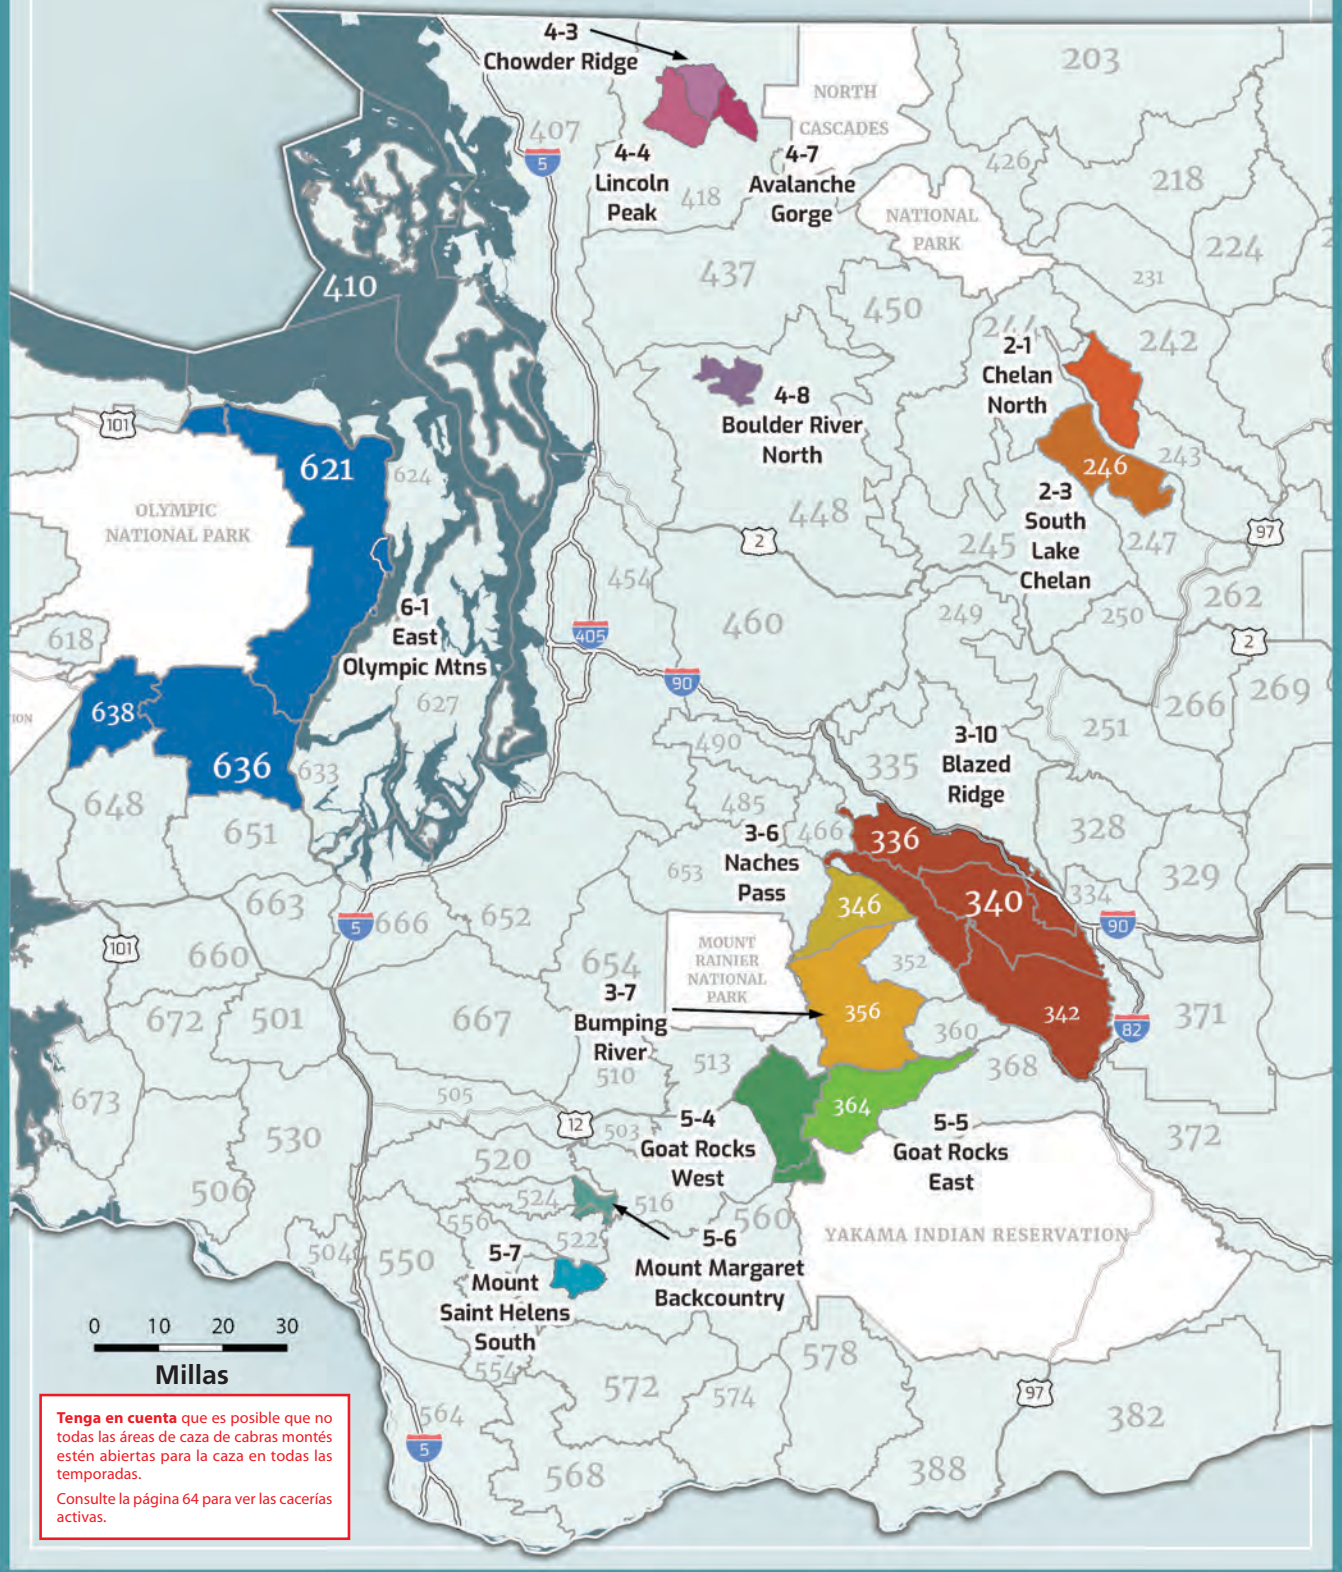 4-3
Chowder Ridge
203
NORTH
CASCADES
407
5
4-4
Lincoln
Peak
418
4-7
Avalanche
Gorge
426
218
NATIONAL
PARK
224
410
437
231
450
244
2-1
Chelan
North
242
4-8
Boulder River
North
101
621
624
246
243
OLYMPIC
NATIONAL PARK
2-3
South
Lake
Chelan
448
2
245
247
97
454
249
250
262
618
6-1
East
Olympic Mtns
405
460
2
627
90
638
266
269
ION
251
636
633
490
335
3-10
Blazed
Ridge
648
651
485
466
328
3-6
Naches
Pass
336
653
329
346
340
334
663
5
666
652
90
101
660
MOUNT
RAINIER
NATIONAL
PARK
352
654
3-7
Bumping
River
356
342
672
501
667
360
82
371
513
510
368
673
505
364
12
503
5-4
Goat Rocks
West
5-5
Goat Rocks
East
372
530
520
506
524
516
560
556
522
YAKAMA INDIAN RESERVATION
504
550
5-7
Mount
Saint Helens
South
5-6
Mount Margaret
Backcountry
0 10 20 30
Millas
578
554
572
574
97
382
564
5
568
388
Tenga en cuenta que es posible que no
todas las áreas de caza de cabras montés
estén abiertas para la caza en todas las
temporadas.
Consulte la página 64 para ver las cacerías
activas.